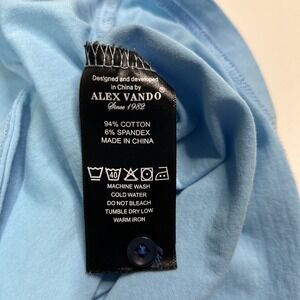 Designed and developed
in China by
ALEX VANDO
Since 1982
94% COTTON
6% SPANDEX
MADE IN CHINA
40
MACHINE WASH
COLD WATER
DO NOT BLEACH
TUMBLE DRY LOW
WARM IRON